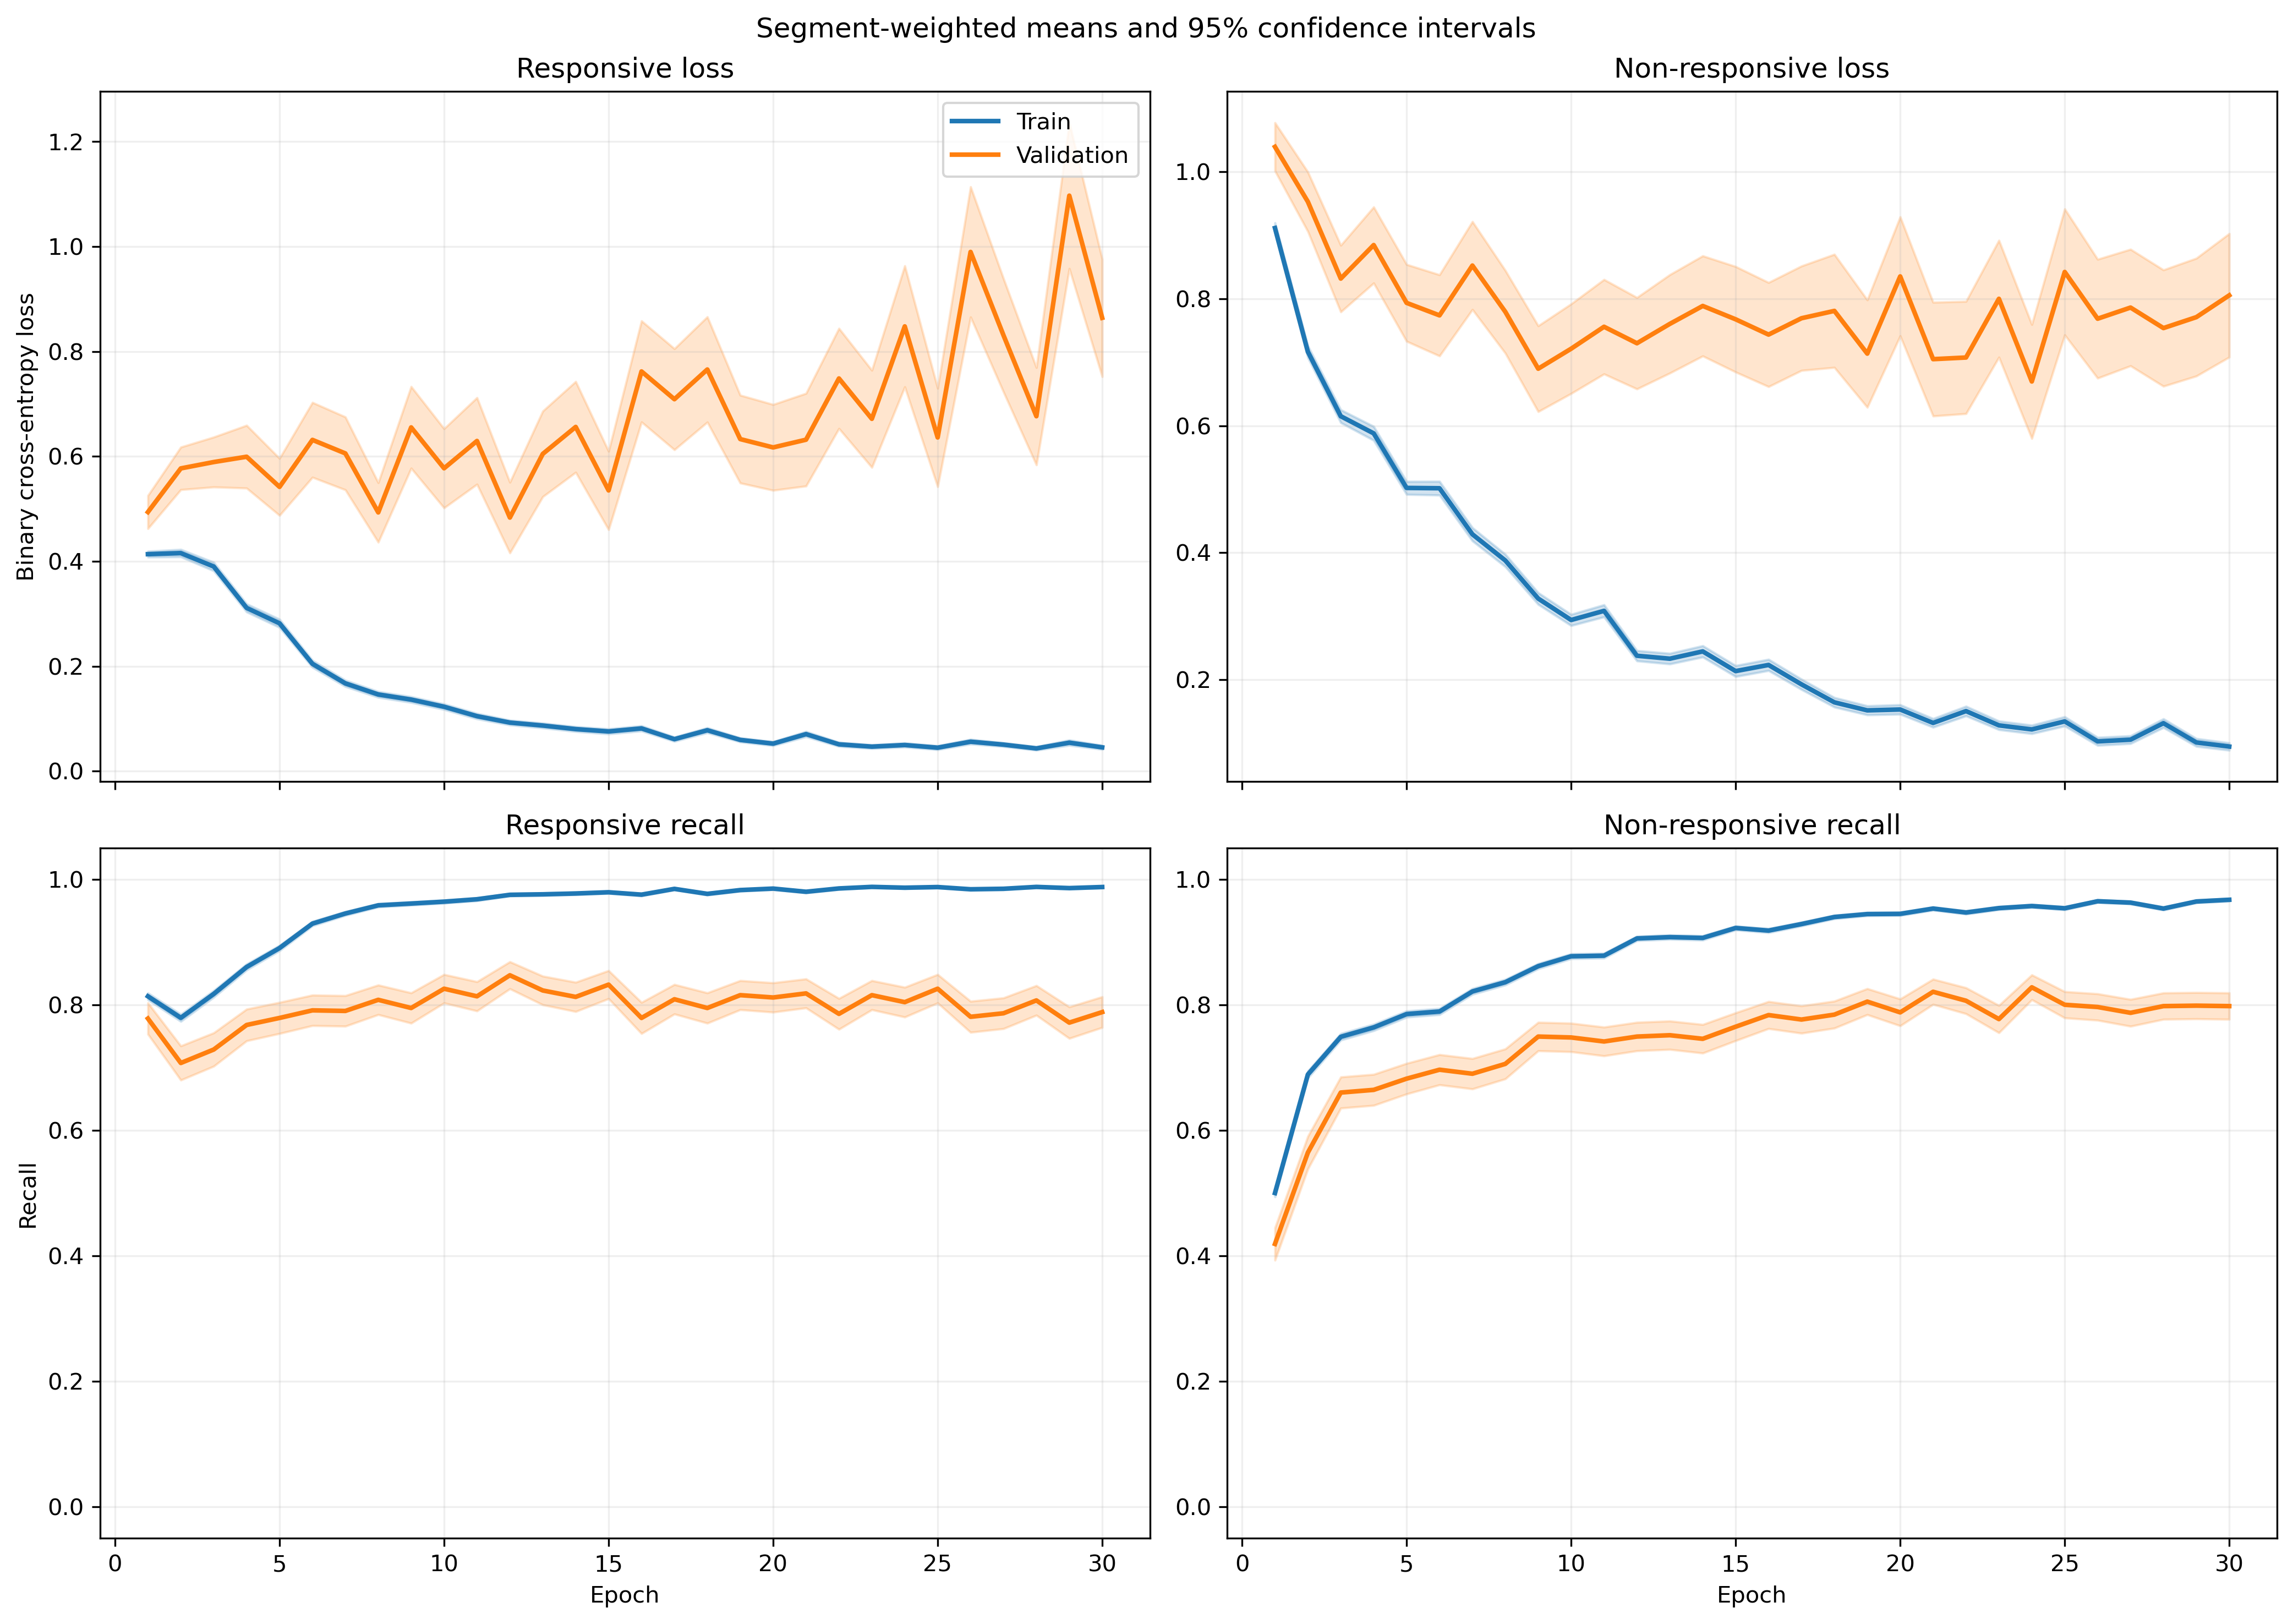 Segment-weighted means and 95% confidence intervals
Responsive loss
Non-responsive loss
Binary cross-entropy loss
1.2
1.0
0.8
0.6
0.4
0.2
0.0
Train
Validation
1.0
0.8
0.6
0.4
0.2
Responsive recall
Non-responsive recall
Recall
1.0
0.8
0.6
0.4
0.2
0.0
0 5 10 15 20 25 30
Epoch
1.0
0.8
0.6
0.4
0.2
0.0
0 5 10 15 20 25 30
Epoch